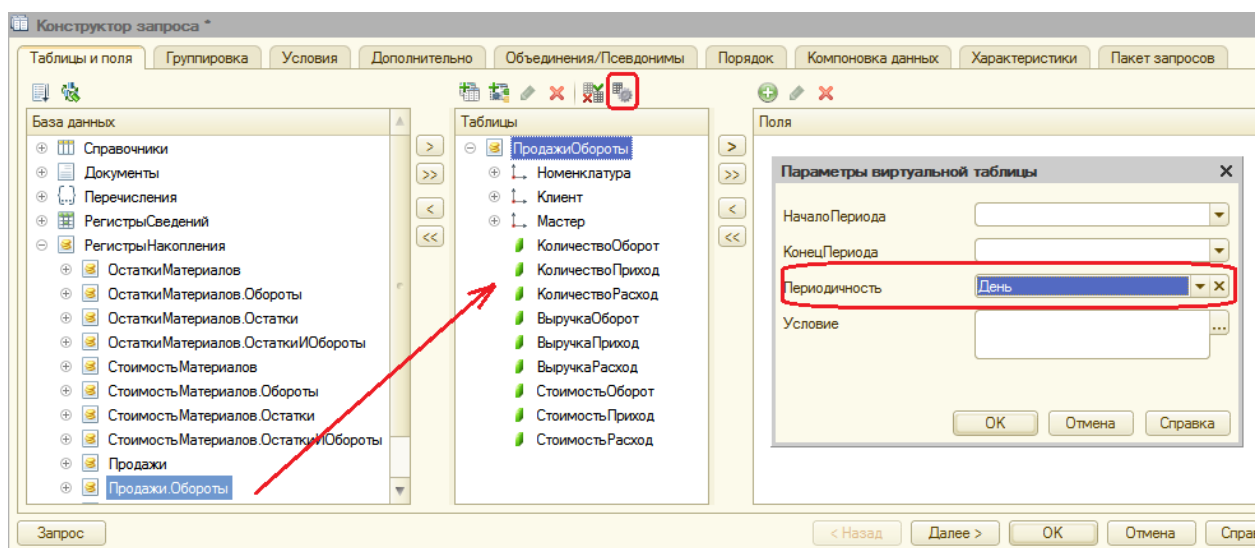 Конструктор запроса *
Таблицы и поля Группировка Условия Дополнительно Объединения/Псевдонимы Порядок Компоновка данных Характеристики Пакет запросов
База данных
Справочники
Документы
Перечисления
РегистрыСведений
РегистрыНакопления
ОстаткиМатериалов
ОстаткиМатериалов.Обороты
ОстаткиМатериалов.Остатки
ОстаткиМатериалов.ОстаткиИОбороты
СтоимостьМатериалов
СтоимостьМатериалов.Обороты
СтоимостьМатериалов.Остатки
СтоимостьМатериалов.ОстаткиИОбороты
Продажи
Продажи.Обороты
> 
>>
<
<<
Таблицы
ПродажиОбороты
Номенклатура
Клиент
Мастер
КоличествоОборот
КоличествоПриход
КоличествоРасход
ВыручкаОборот
ВыручкаПриход
ВыручкаРасход
СтоимостьОборот
СтоимостьПриход
СтоимостьРасход
>
>>
<
<<
Поля
Параметры виртуальной таблицы X
НачалоПериода
КонецПериода
Периодичность День
Условие ...
ОК Отмена Справка
Запрос < Назад Далее > ОК Отмена Спра